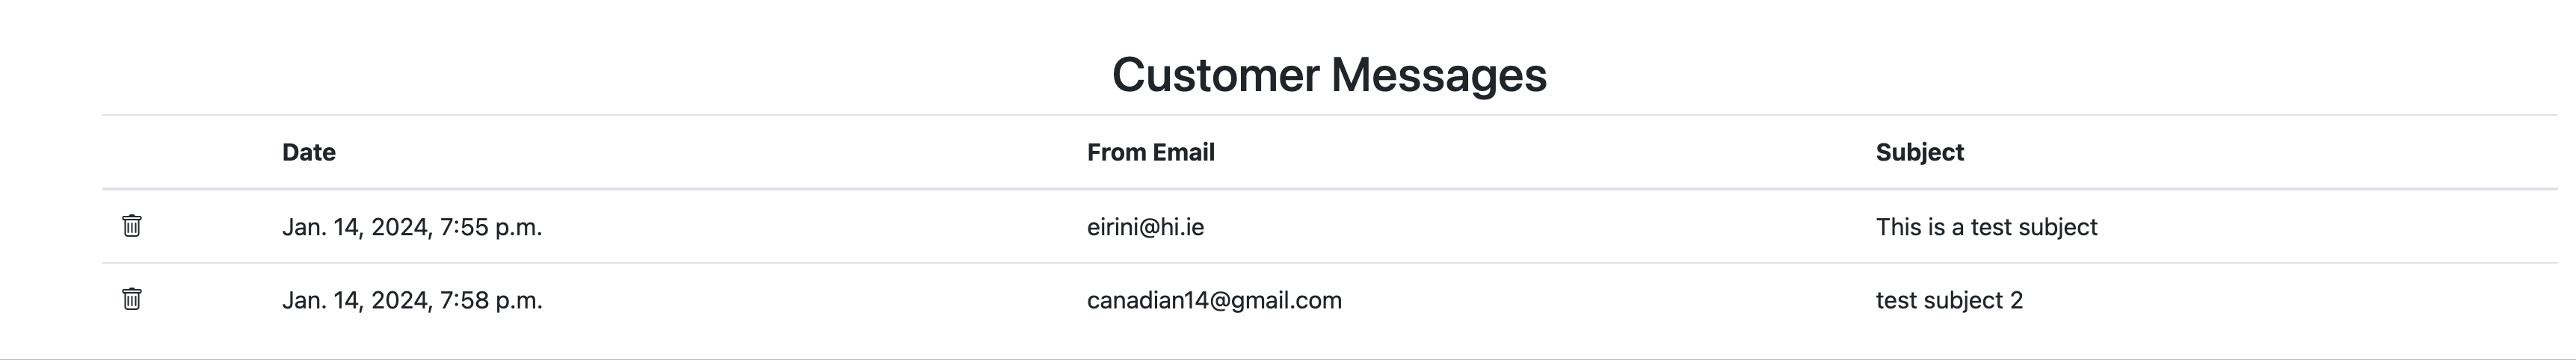 Customer Messages
Date From Email Subject
Jan. 14, 2024, 7:55 p.m. eirini@hi.ie This is a test subject
Jan. 14, 2024, 7:58 p.m. canadian14@gmail.com test subject 2